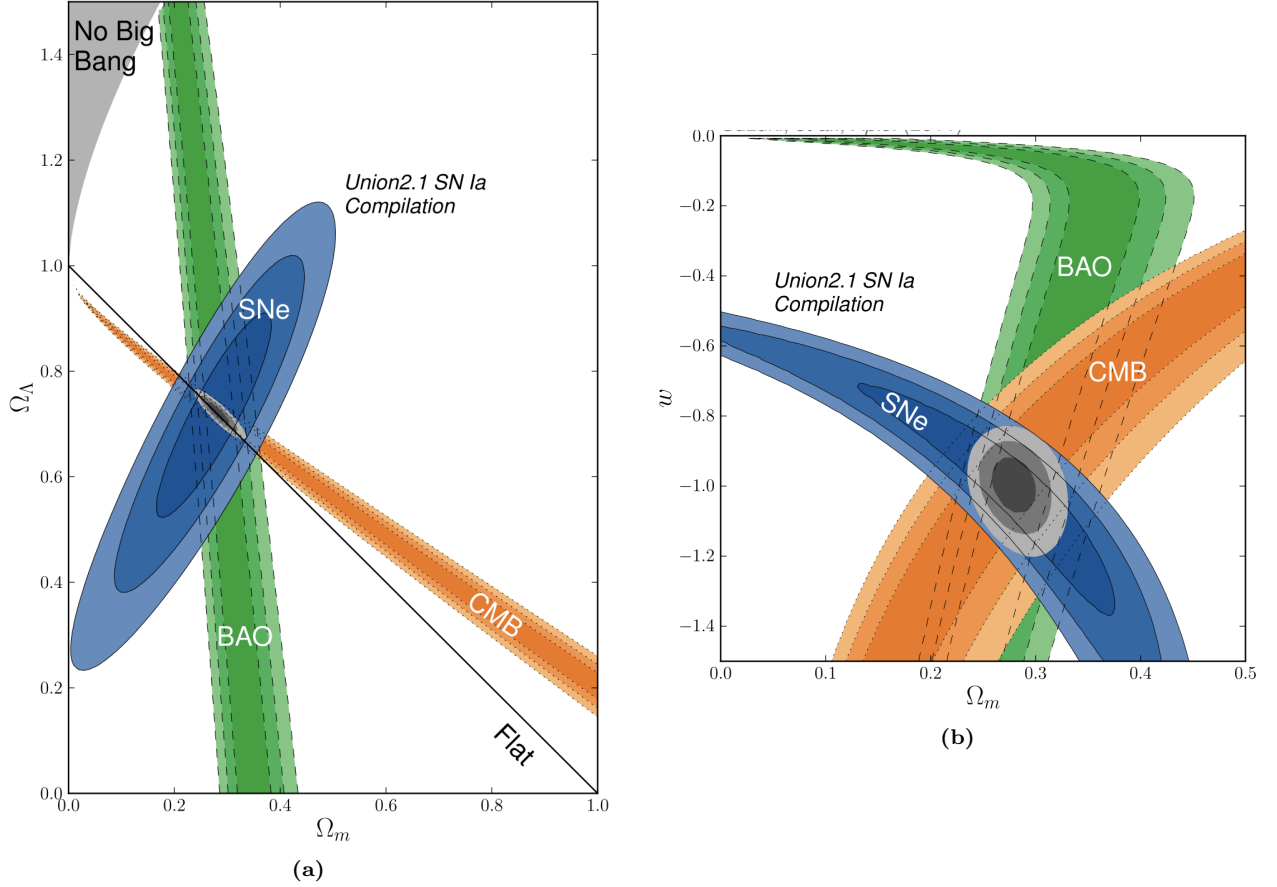 No Big
Bang
Union2.1 SN Ia
Compilation
SNe
BAO
CMB
Flat
1.4
1.2
1.0
0.8
0.6
0.4
0.2
0.0
Ω_Λ
0.0 0.2 0.4 0.6 0.8 1.0
Ω_m
(a)
Union2.1 SN Ia
Compilation
BAO
CMB
SNe
0.0
−0.2
−0.4
−0.6
−0.8
−1.0
−1.2
−1.4
w
0.0 0.1 0.2 0.3 0.4 0.5
Ω_m
(b)